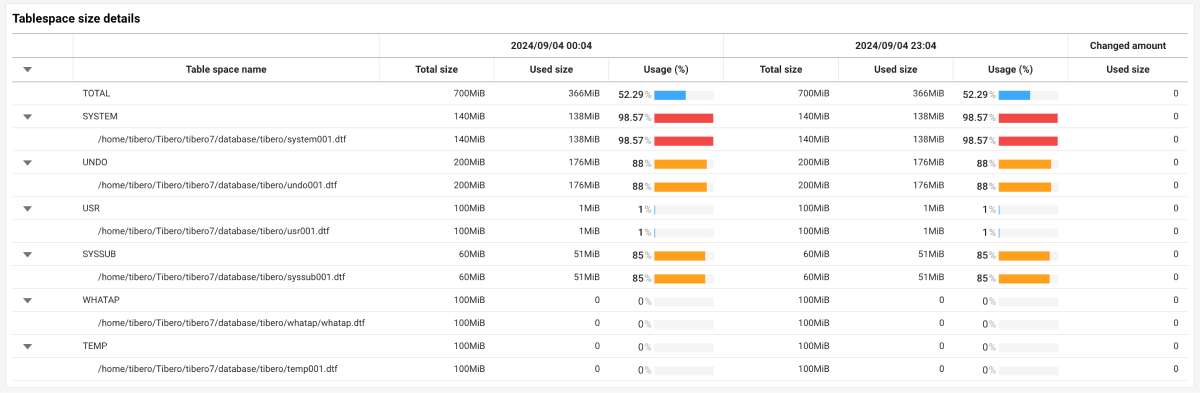 Tablespace size details
2024/09/04 00:04 2024/09/04 23:04 Changed amount
Table space name Total size Used size Usage (%) Total size Used size Usage (%) Used size
TOTAL 700MiB 366MiB 52.29% 700MiB 366MiB 52.29% 0
SYSTEM 140MiB 138MiB 98.57% 140MiB 138MiB 98.57% 0
/home/tibero/Tibero7/database/tibero/system001.dtf 140MiB 138MiB 98.57% 140MiB 138MiB 98.57% 0
UNDO 200MiB 176MiB 88% 200MiB 176MiB 88% 0
/home/tibero/Tibero7/database/tibero/undo001.dtf 200MiB 176MiB 88% 200MiB 176MiB 88% 0
USR 100MiB 1MiB 1% 100MiB 1MiB 1% 0
/home/tibero/Tibero7/database/tibero/usr001.dtf 100MiB 1MiB 1% 100MiB 1MiB 1% 0
SYSSUB 60MiB 51MiB 85% 60MiB 51MiB 85% 0
/home/tibero/Tibero7/database/tibero/syssub001.dtf 60MiB 51MiB 85% 60MiB 51MiB 85% 0
WHATAP 100MiB 0 0% 100MiB 0 0% 0
/home/tibero/Tibero7/database/tibero/whatap/whatap.dtf 100MiB 0 0% 100MiB 0 0% 0
TEMP 100MiB 0 0% 100MiB 0 0% 0
/home/tibero/Tibero7/database/tibero/temp001.dtf 100MiB 0 0% 100MiB 0 0% 0